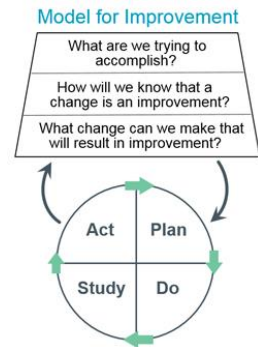 Model for Improvement
What are we trying to
accomplish?
How will we know that a
change is an improvement?
What change can we make that
will result in improvement?
Act
Plan
Study
Do